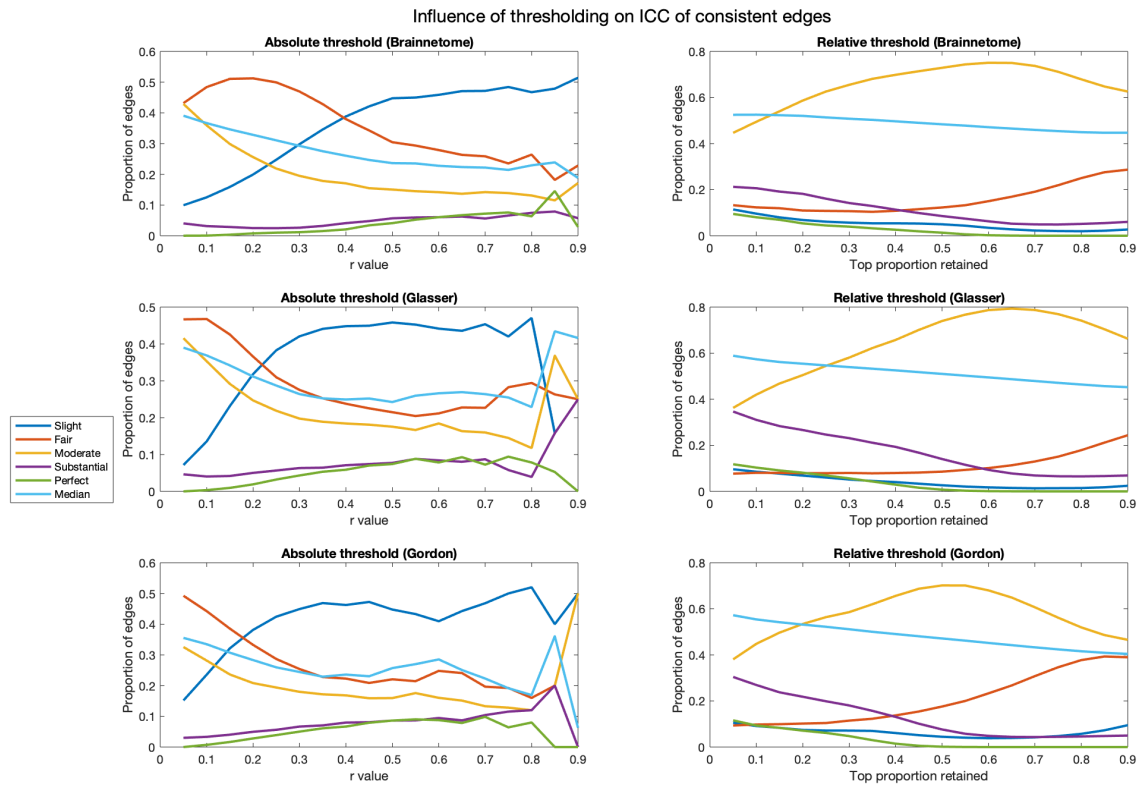 Influence of thresholding on ICC of consistent edges
Absolute threshold (Brainnetome)
Proportion of edges
0.6
0.5
0.4
0.3
0.2
0.1
0
0 0.1 0.2 0.3 0.4 0.5 0.6 0.7 0.8 0.9
r value
Relative threshold (Brainnetome)
Proportion of edges
0.8
0.6
0.4
0.2
0
0 0.1 0.2 0.3 0.4 0.5 0.6 0.7 0.8 0.9
Top proportion retained
Absolute threshold (Glasser)
Proportion of edges
0.5
0.4
0.3
0.2
0.1
0
0 0.1 0.2 0.3 0.4 0.5 0.6 0.7 0.8 0.9
r value
Relative threshold (Glasser)
Proportion of edges
0.8
0.6
0.4
0.2
0
0 0.1 0.2 0.3 0.4 0.5 0.6 0.7 0.8 0.9
Top proportion retained
Slight
Fair
Moderate
Substantial
Perfect
Median
Absolute threshold (Gordon)
Proportion of edges
0.6
0.5
0.4
0.3
0.2
0.1
0
0 0.1 0.2 0.3 0.4 0.5 0.6 0.7 0.8 0.9
r value
Relative threshold (Gordon)
Proportion of edges
0.8
0.6
0.4
0.2
0
0 0.1 0.2 0.3 0.4 0.5 0.6 0.7 0.8 0.9
Top proportion retained